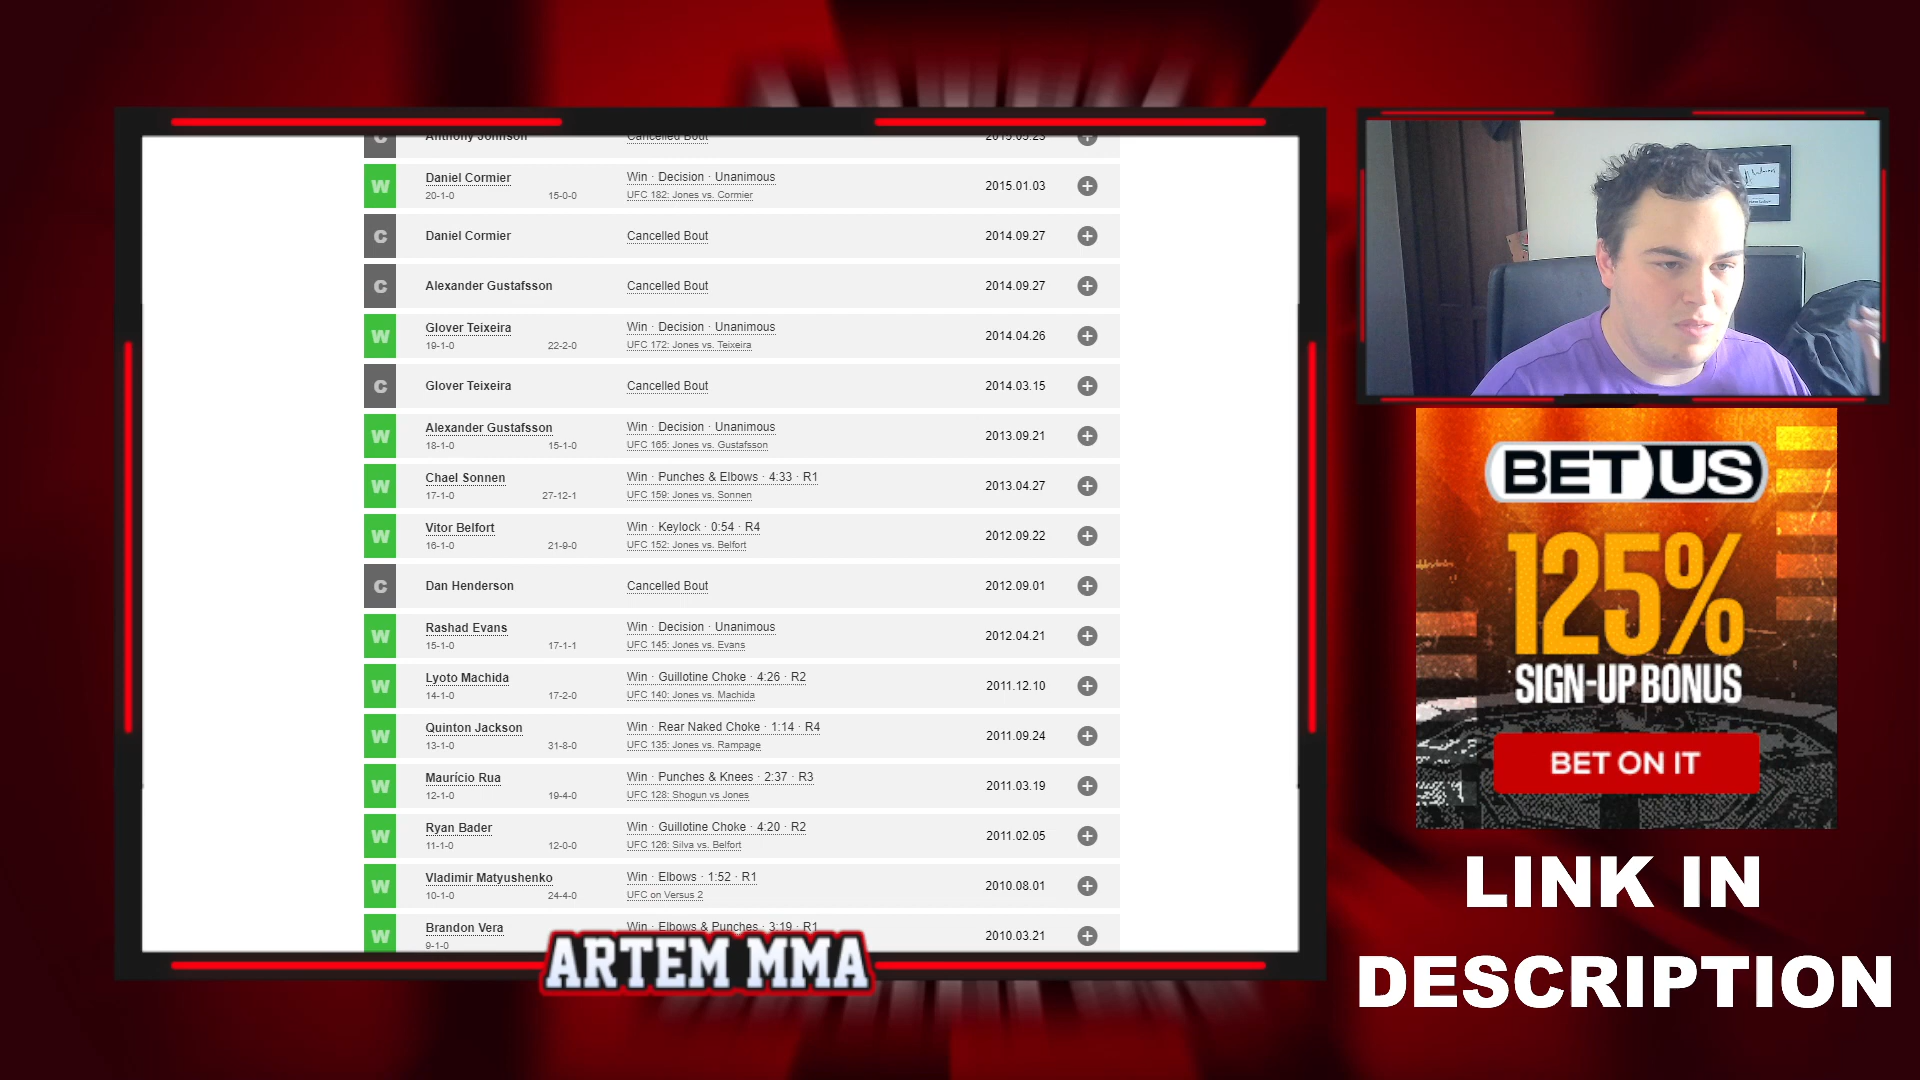 C Anthony Johnson Cancelled Bout 2015.05.23 +
W Daniel Cormier Win · Decision · Unanimous 2015.01.03 +
20-1-0 15-0-0 UFC 182: Jones vs. Cormier
C Daniel Cormier Cancelled Bout 2014.09.27 +
C Alexander Gustafsson Cancelled Bout 2014.09.27 +
W Glover Teixeira Win · Decision · Unanimous 2014.04.26 +
19-1-0 22-2-0 UFC 172: Jones vs. Teixeira
C Glover Teixeira Cancelled Bout 2014.03.15 +
W Alexander Gustafsson Win · Decision · Unanimous 2013.09.21 +
18-1-0 15-1-0 UFC 165: Jones vs. Gustafsson
W Chael Sonnen Win · Punches & Elbows · 4:33 · R1 2013.04.27 +
17-1-0 27-12-1 UFC 159: Jones vs. Sonnen
W Vitor Belfort Win · Keylock · 0:54 · R4 2012.09.22 +
16-1-0 21-9-0 UFC 152: Jones vs. Belfort
C Dan Henderson Cancelled Bout 2012.09.01 +
W Rashad Evans Win · Decision · Unanimous 2012.04.21 +
15-1-0 17-1-1 UFC 145: Jones vs. Evans
W Lyoto Machida Win · Guillotine Choke · 4:26 · R2 2011.12.10 +
14-1-0 17-2-0 UFC 140: Jones vs. Machida
W Quinton Jackson Win · Rear Naked Choke · 1:14 · R4 2011.09.24 +
13-1-0 31-8-0 UFC 135: Jones vs. Rampage
W Maurício Rua Win · Punches & Knees · 2:37 · R3 2011.03.19 +
12-1-0 19-4-0 UFC 128: Shogun vs Jones
W Ryan Bader Win · Guillotine Choke · 4:20 · R2 2011.02.05 +
11-1-0 12-0-0 UFC 126: Silva vs. Belfort
W Vladimir Matyushenko Win · Elbows · 1:52 · R1 2010.08.01 +
10-1-0 24-4-0 UFC on Versus 2
W Brandon Vera Win · Elbows & Punches · 3:19 · R1 2010.03.21 +
9-1-0
ARTEM MMA
BETUS
125%
SIGN-UP BONUS
BET ON IT
LINK IN
DESCRIPTION